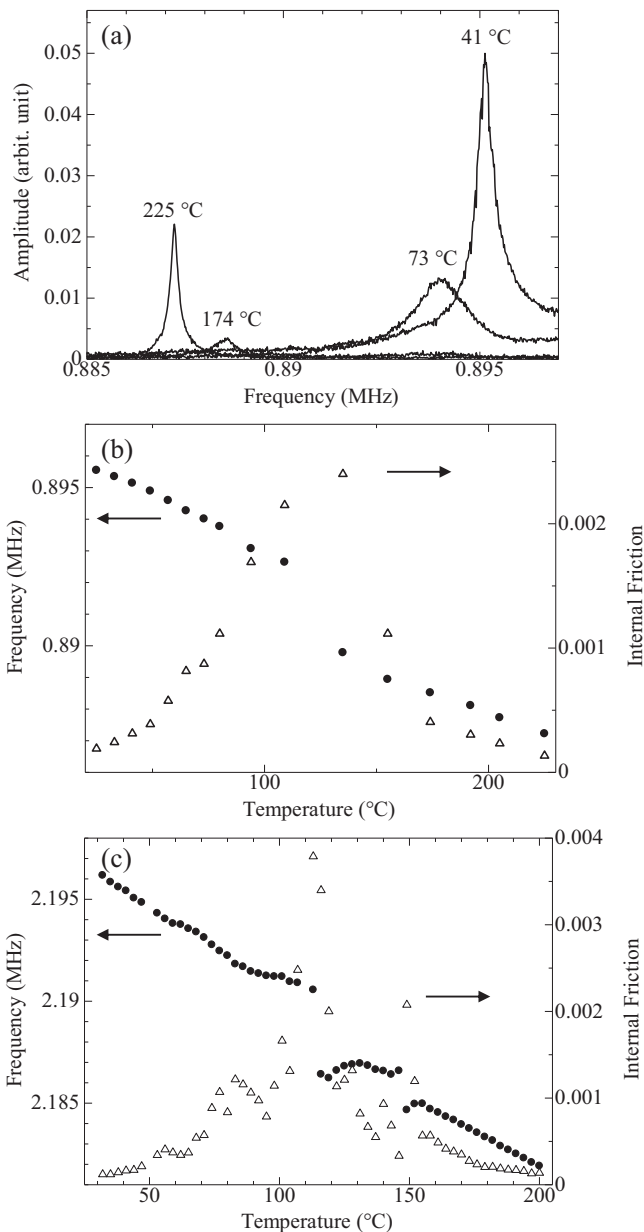 (a)
41 °C
0.05
0.04
0.03
0.02
0.01
0
Amplitude (arbit. unit)
225 °C
174 °C
73 °C
0.885
0.89
0.895
Frequency (MHz)
(b)
0.895
0.89
Frequency (MHz)
0.002
0.001
0
Internal Friction
100
200
Temperature (°C)
(c)
2.195
2.19
2.185
Frequency (MHz)
0.004
0.003
0.002
0.001
0
Internal Friction
50
100
150
200
Temperature (°C)